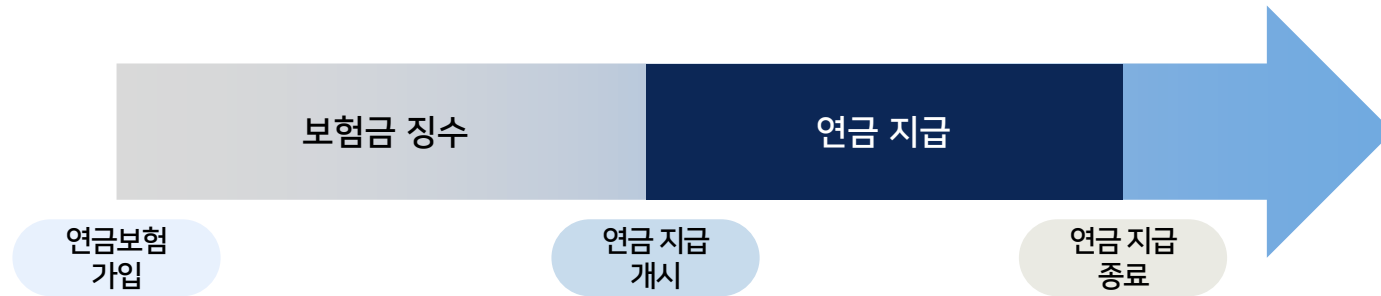 보험금 징수
연금 지급
연금보험
가입
연금 지급
개시
연금 지급
종료